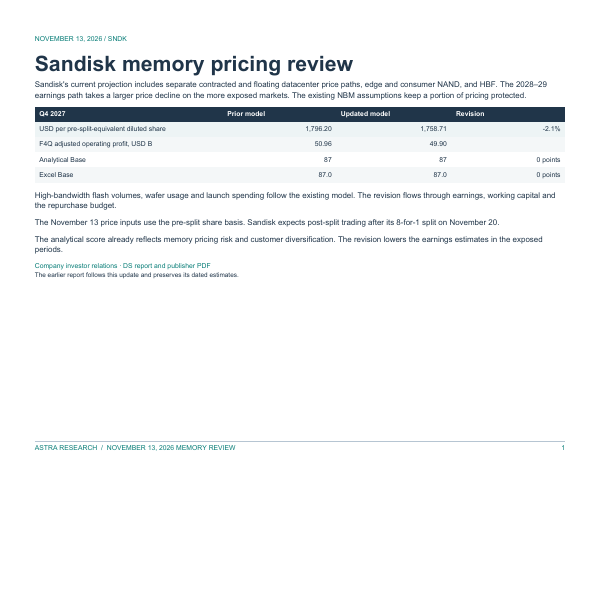 NOVEMBER 13, 2026 / SNDK
Sandisk memory pricing review
Sandisk's current projection includes separate contracted and floating datacenter price paths, edge and consumer NAND, and HBF. The 2028–29
earnings path takes a larger price decline on the more exposed markets. The existing NBM assumptions keep a portion of pricing protected.
Q4 2027 Prior model Updated model Revision
USD per pre-split-equivalent diluted share 1,796.20 1,758.71 -2.1%
F4Q adjusted operating profit, USD B 50.96 49.90
Analytical Base 87 87 0 points
Excel Base 87.0 87.0 0 points
High-bandwidth flash volumes, wafer usage and launch spending follow the existing model. The revision flows through earnings, working capital and
the repurchase budget.
The November 13 price inputs use the pre-split share basis. Sandisk expects post-split trading after its 8-for-1 split on November 20.
The analytical score already reflects memory pricing risk and customer diversification. The revision lowers the earnings estimates in the exposed
periods.
Company investor relations · DS report and publisher PDF
The earlier report follows this update and preserves its dated estimates.
ASTRA RESEARCH / NOVEMBER 13, 2026 MEMORY REVIEW 1